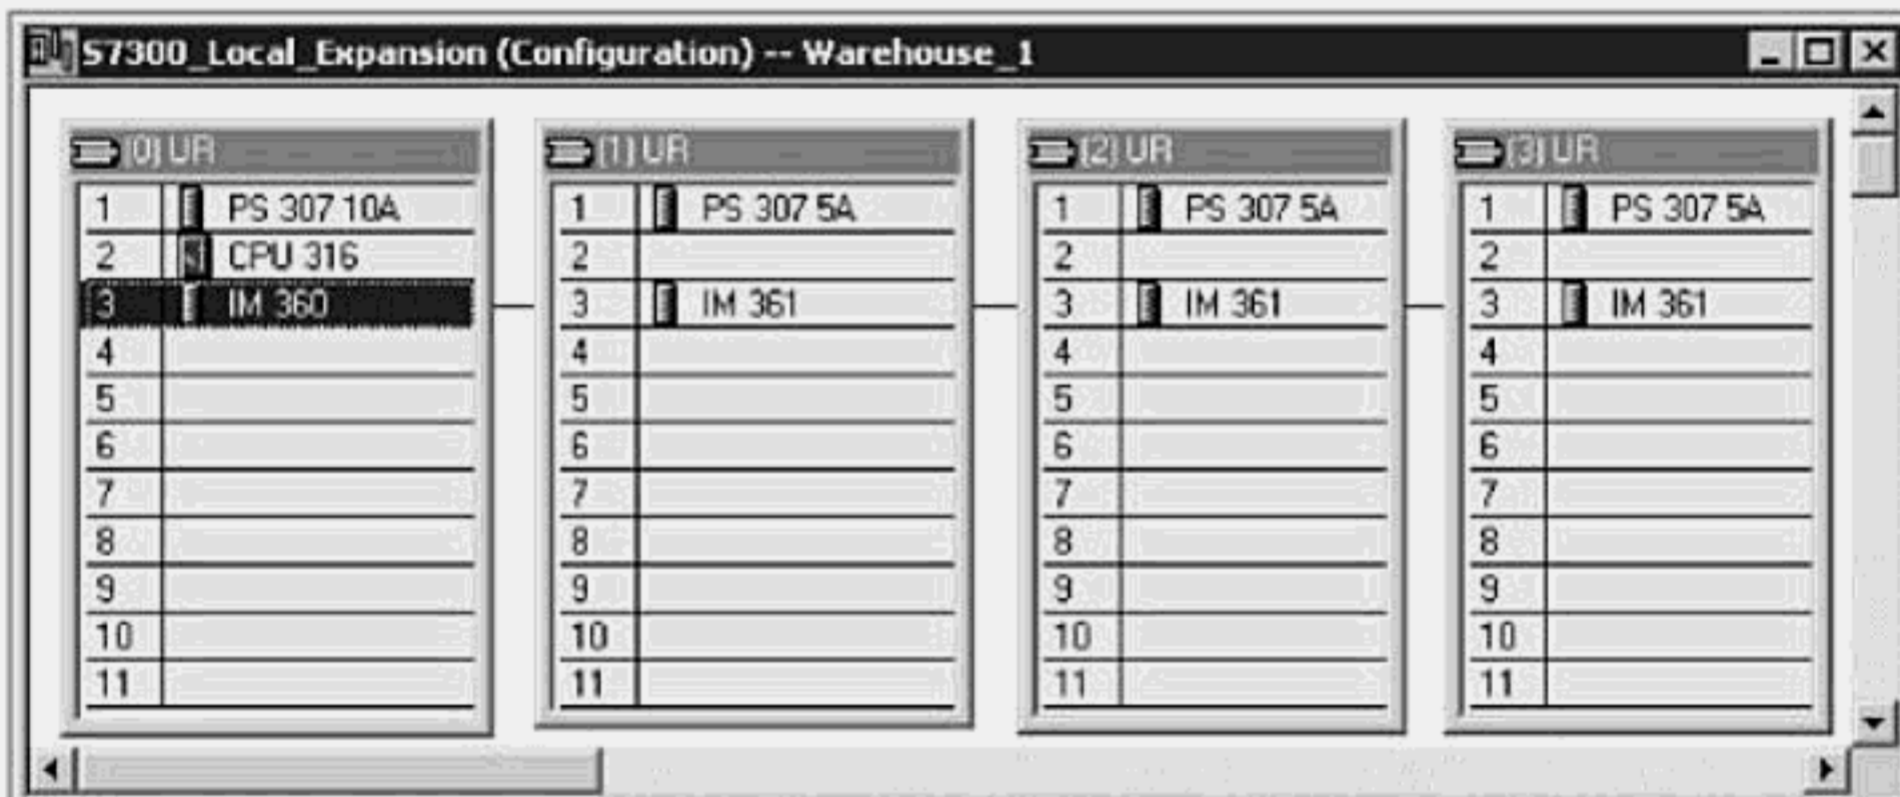 S7300_Local_Expansion (Configuration) -- Warehouse_1
(0) UR
1 PS 307 10A
2 CPU 316
3 IM 360
4
5
6
7
8
9
10
11
(1) UR
1 PS 307 5A
2
3 IM 361
4
5
6
7
8
9
10
11
(2) UR
1 PS 307 5A
2
3 IM 361
4
5
6
7
8
9
10
11
(3) UR
1 PS 307 5A
2
3 IM 361
4
5
6
7
8
9
10
11